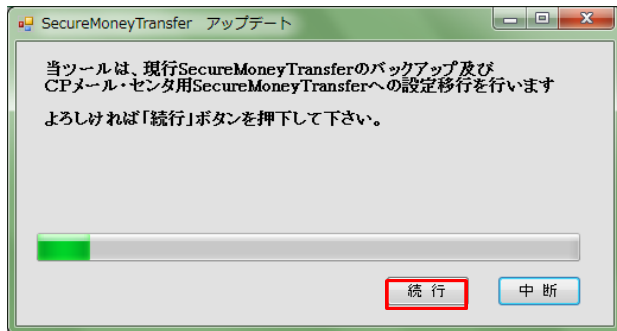 SecureMoneyTransfer アップデート
当ツールは、現行SecureMoneyTransferのバックアップ及び
CPメール・センタ用SecureMoneyTransferへの設定移行を行います
よろしければ「続行」ボタンを押下して下さい。
続 行
中 断